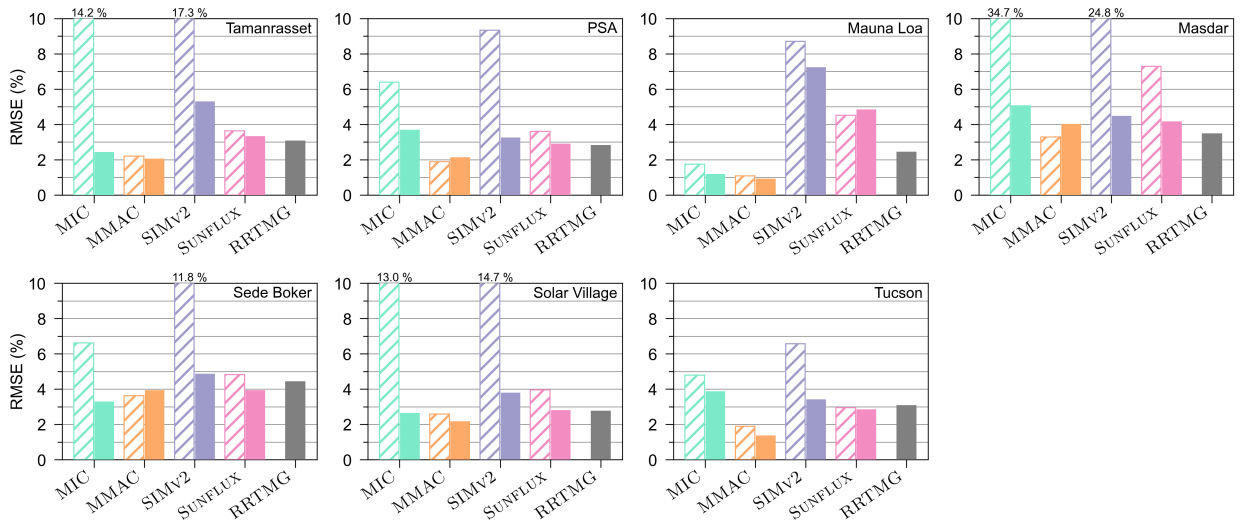 14.2 % 17.3 %
10 Tamanrasset
8
6
4
2
0
RMSE (%)
MIC MMAC SIMv2 Sunflux RRTMG
10 PSA
8
6
4
2
0
MIC MMAC SIMv2 Sunflux RRTMG
10 Mauna Loa
8
6
4
2
0
MIC MMAC SIMv2 Sunflux RRTMG
34.7 % 24.8 %
10 Masdar
8
6
4
2
0
MIC MMAC SIMv2 Sunflux RRTMG
11.8 %
10 Sede Boker
8
6
4
2
0
RMSE (%)
MIC MMAC SIMv2 Sunflux RRTMG
13.0 % 14.7 %
10 Solar Village
8
6
4
2
0
MIC MMAC SIMv2 Sunflux RRTMG
10 Tucson
8
6
4
2
0
MIC MMAC SIMv2 Sunflux RRTMG